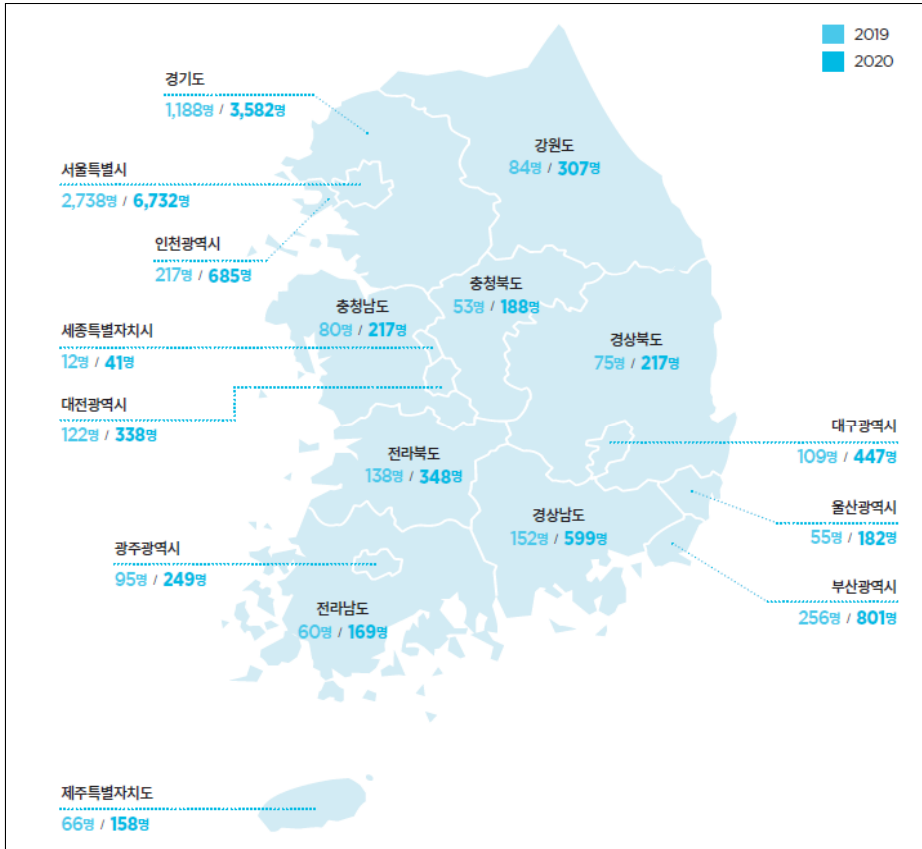 2019
2020
경기도
1,188명 / 3,582명
강원도
84명 / 307명
서울특별시
2,738명 / 6,732명
인천광역시
217명 / 685명
충청북도
53명 / 188명
충청남도
80명 / 217명
세종특별자치시
12명 / 41명
경상북도
75명 / 217명
대전광역시
122명 / 338명
대구광역시
109명 / 447명
전라북도
138명 / 348명
울산광역시
55명 / 182명
경상남도
152명 / 599명
광주광역시
95명 / 249명
부산광역시
256명 / 801명
전라남도
60명 / 169명
제주특별자치도
66명 / 158명